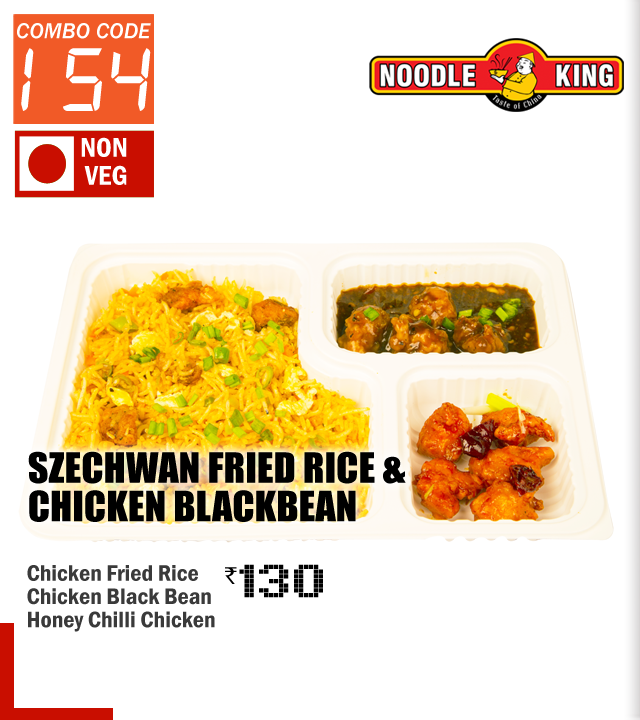 COMBO CODE
154
NON
VEG
NOODLE KING
Taste of China
SZECHWAN FRIED RICE &
CHICKEN BLACKBEAN
Chicken Fried Rice
Chicken Black Bean
Honey Chilli Chicken
₹130